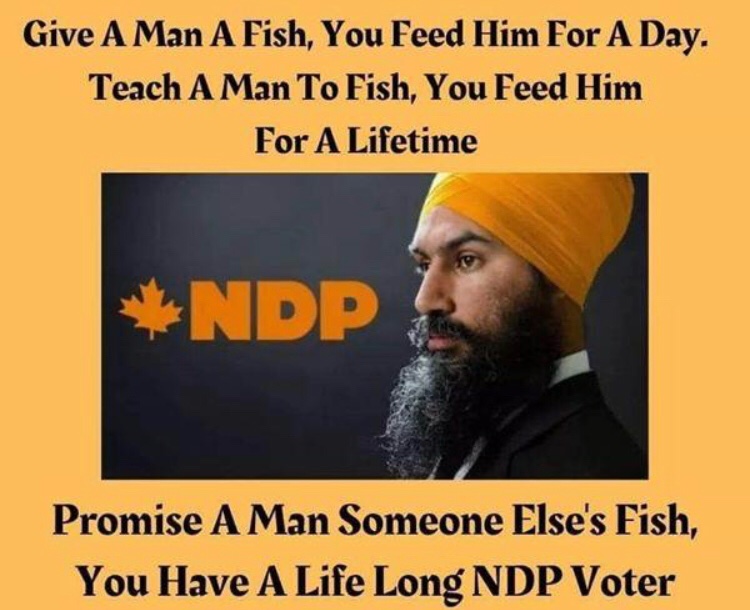 Give A Man A Fish, You Feed Him For A Day.
Teach A Man To Fish, You Feed Him
For A Lifetime
NDP
Promise A Man Someone Else's Fish,
You Have A Life Long NDP Voter